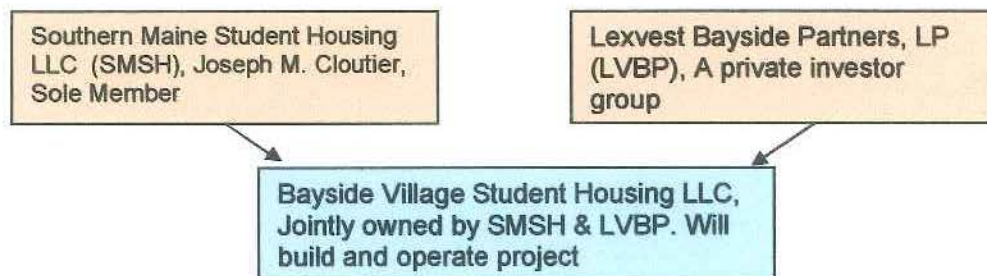 Southern Maine Student Housing
LLC (SMSH), Joseph M. Cloutier,
Sole Member
Lexvest Bayside Partners, LP
(LVBP), A private investor
group
Bayside Village Student Housing LLC,
Jointly owned by SMSH & LVBP. Will
build and operate project